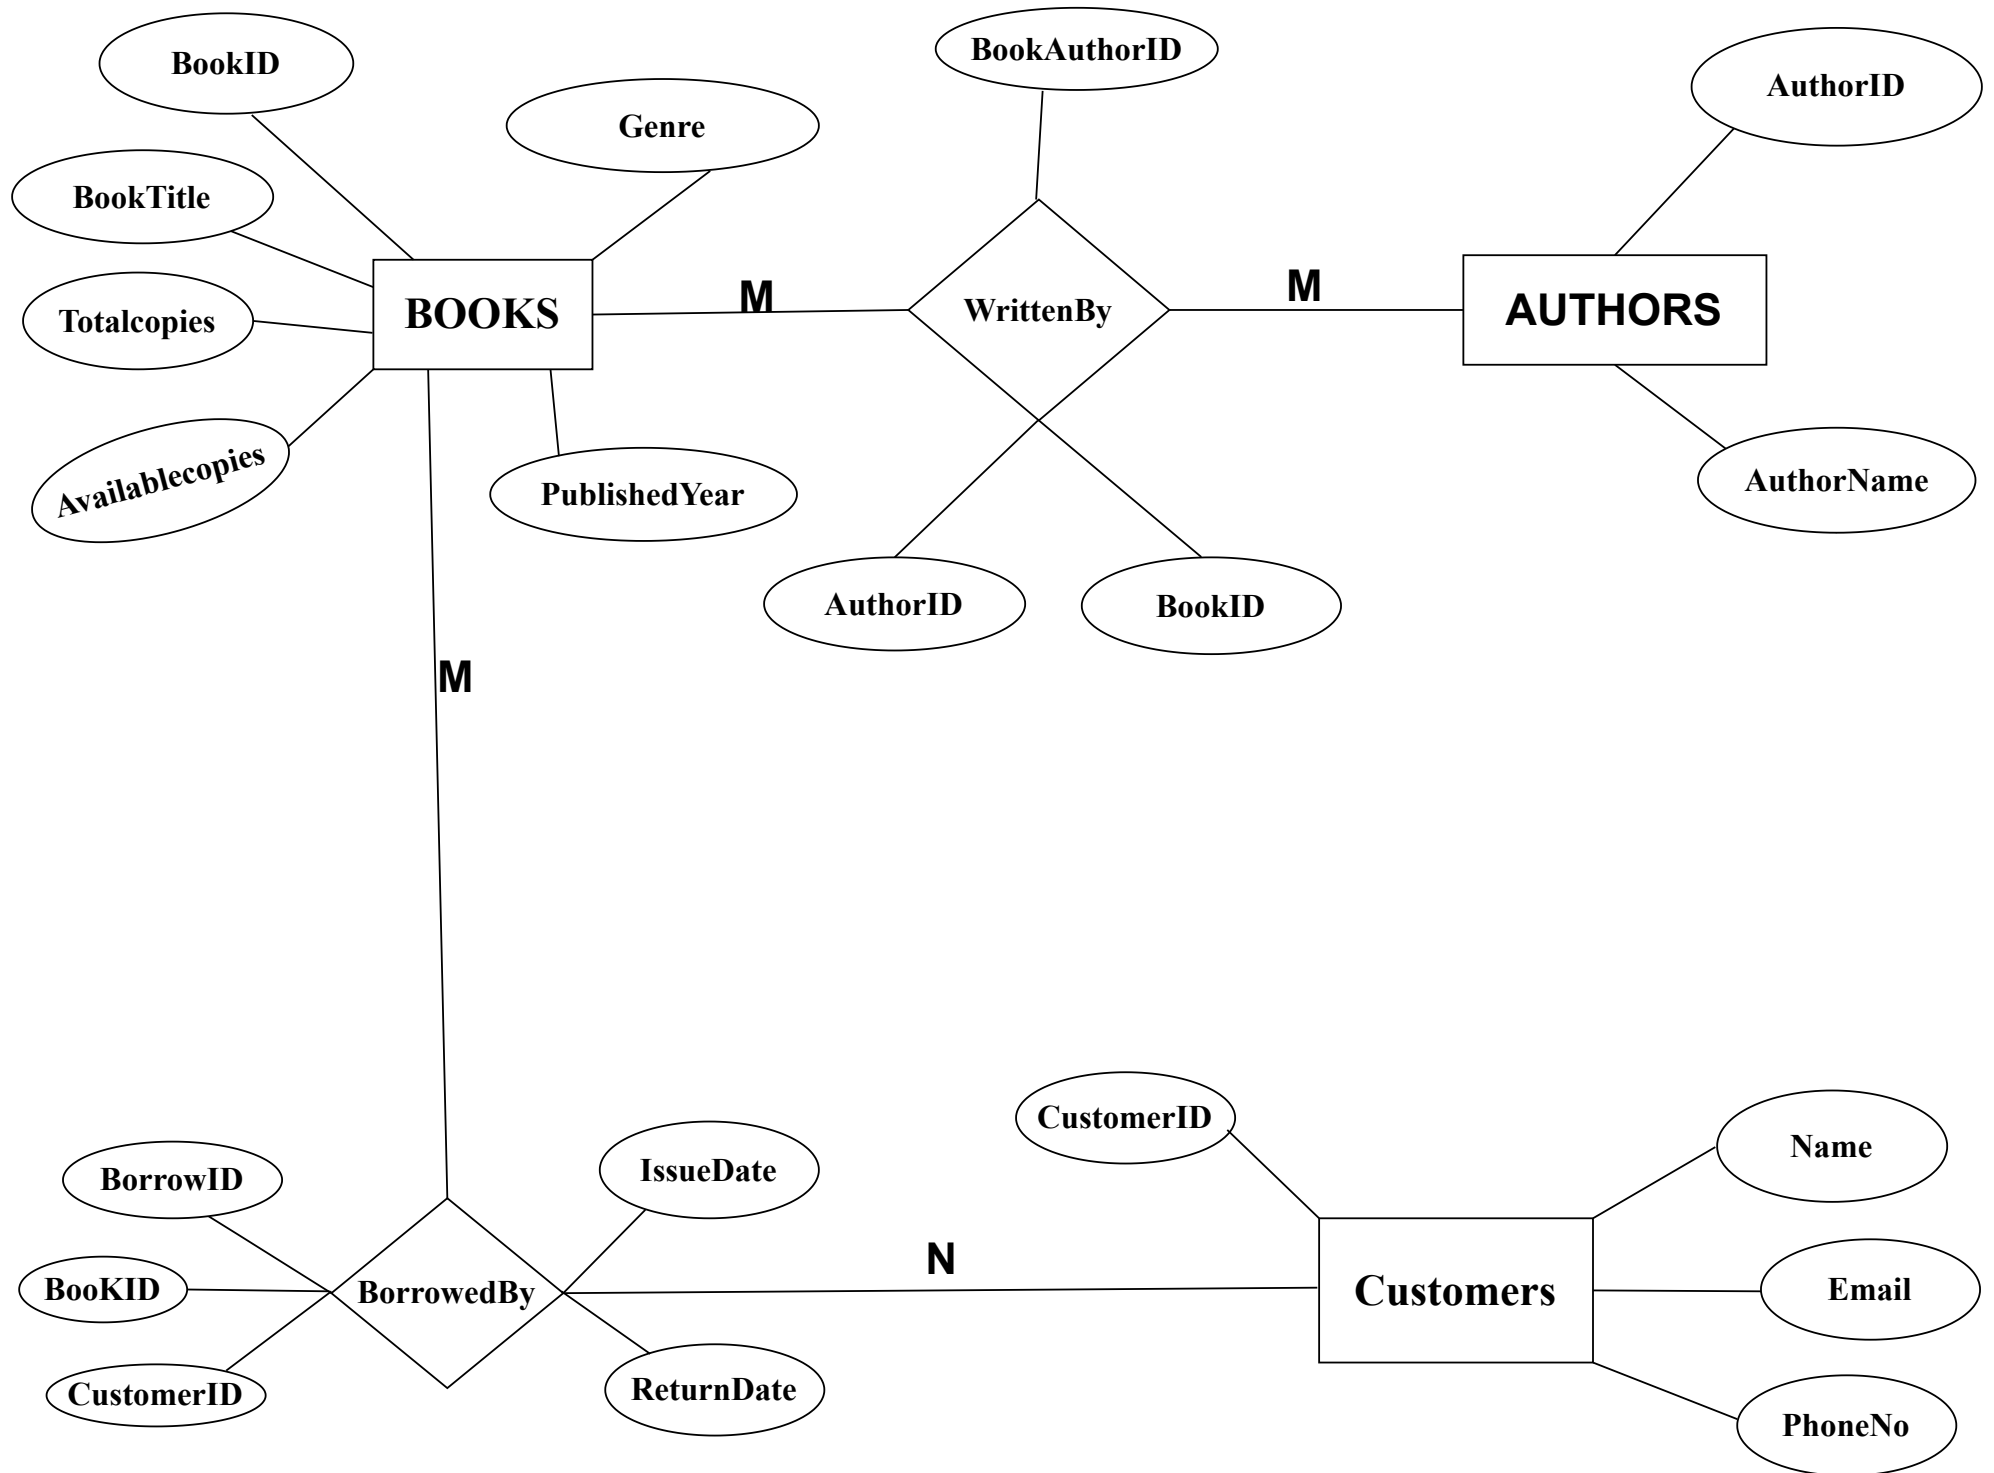 BookID
BookAuthorID
AuthorID
Genre
BookTitle
BOOKS
M
WrittenBy
M
AUTHORS
Totalcopies
Availablecopies
PublishedYear
AuthorName
AuthorID
BookID
M
CustomerID
Name
BorrowID
IssueDate
N
BooKID
BorrowedBy
Customers
Email
CustomerID
ReturnDate
PhoneNo